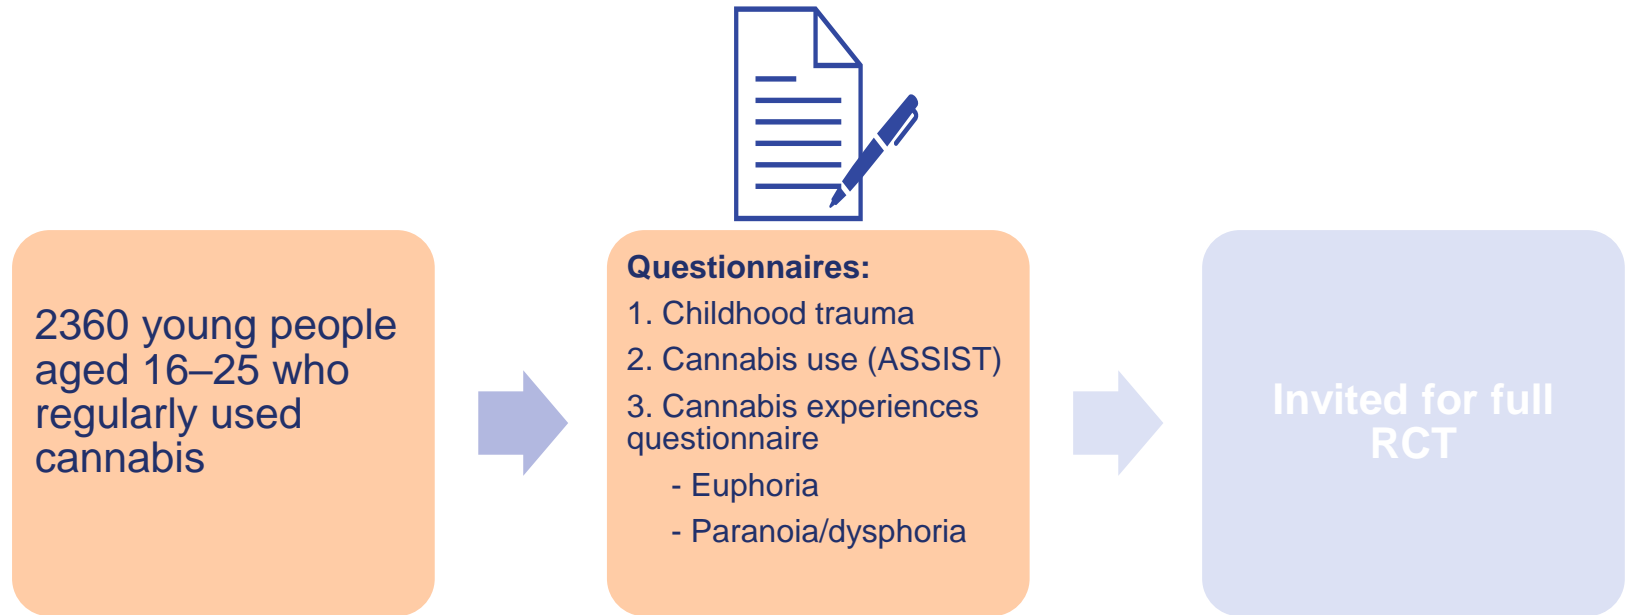 2360 young people
aged 16–25 who
regularly used
cannabis
Questionnaires:
1. Childhood trauma
2. Cannabis use (ASSIST)
3. Cannabis experiences
questionnaire
- Euphoria
- Paranoia/dysphoria
Invited for full
RCT